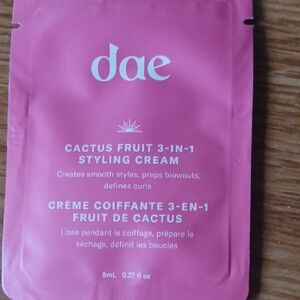 dae
CACTUS FRUIT 3-IN-1
STYLING CREAM
Creates smooth styles, preps blowouts,
defines curls
CRÈME COIFFANTE 3-EN-1
FRUIT DE CACTUS
Lisse pendant le coiffage, prépare le
séchage, définit les boucles
8mL 0.27 fl oz